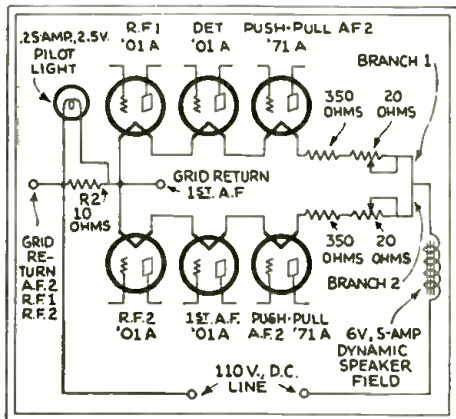 R.F.1
'01 A
DET
'01 A
PUSH-PULL AF2
'71 A
.25-AMP., 2.5V.
PILOT
LIGHT
BRANCH 1
350
OHMS
20
OHMS
R2
10
OHMS
GRID RETURN
1ST. A.F
GRID
RE-
TURN
A.F.2
R.F.1
R.F.2
350
OHMS
20
OHMS
BRANCH 2
R.F.2
'01 A
1ST. A.F.
'01 A
PUSH-PULL
A.F.2 '71 A
6V, .5-AMP
DYNAMIC
SPEAKER
FIELD
110 V., D.C.
LINE